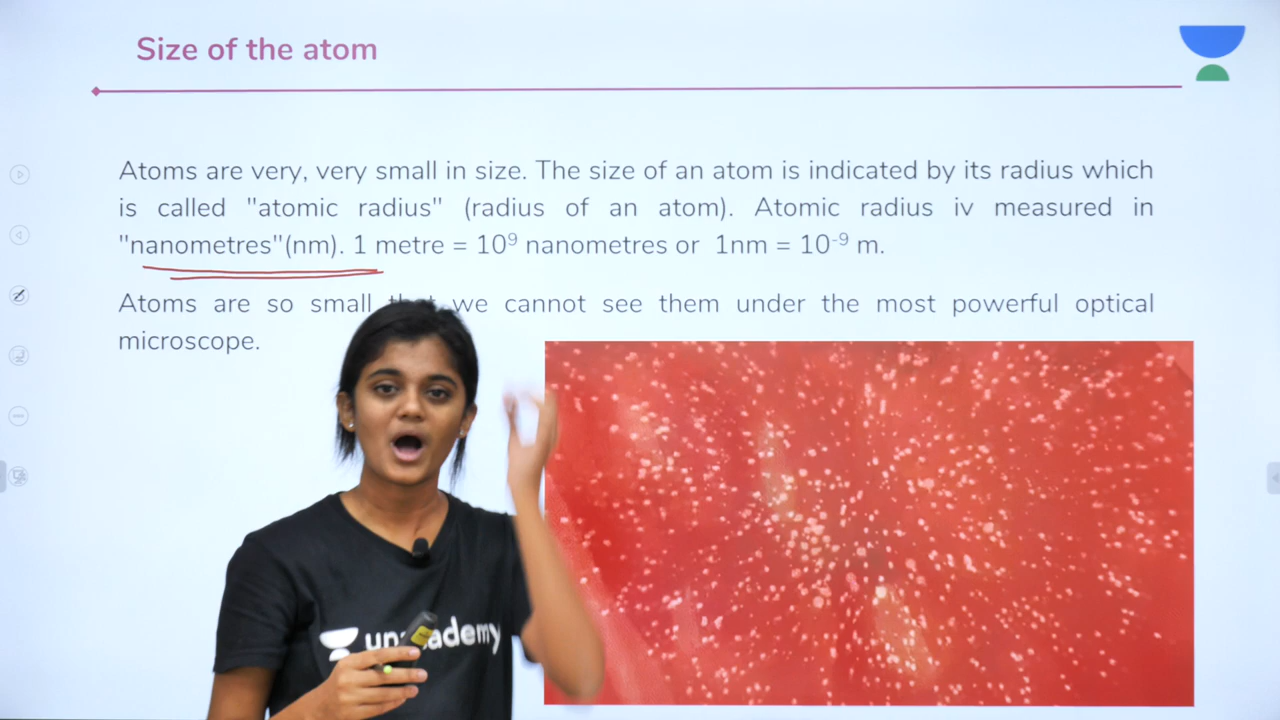 Size of the atom
Atoms are very, very small in size. The size of an atom is indicated by its radius which
is called "atomic radius" (radius of an atom). Atomic radius iv measured in
"nanometres"(nm). 1 metre = 10⁹ nanometres or 1nm = 10⁻⁹ m.
Atoms are so small that we cannot see them under the most powerful optical
microscope.